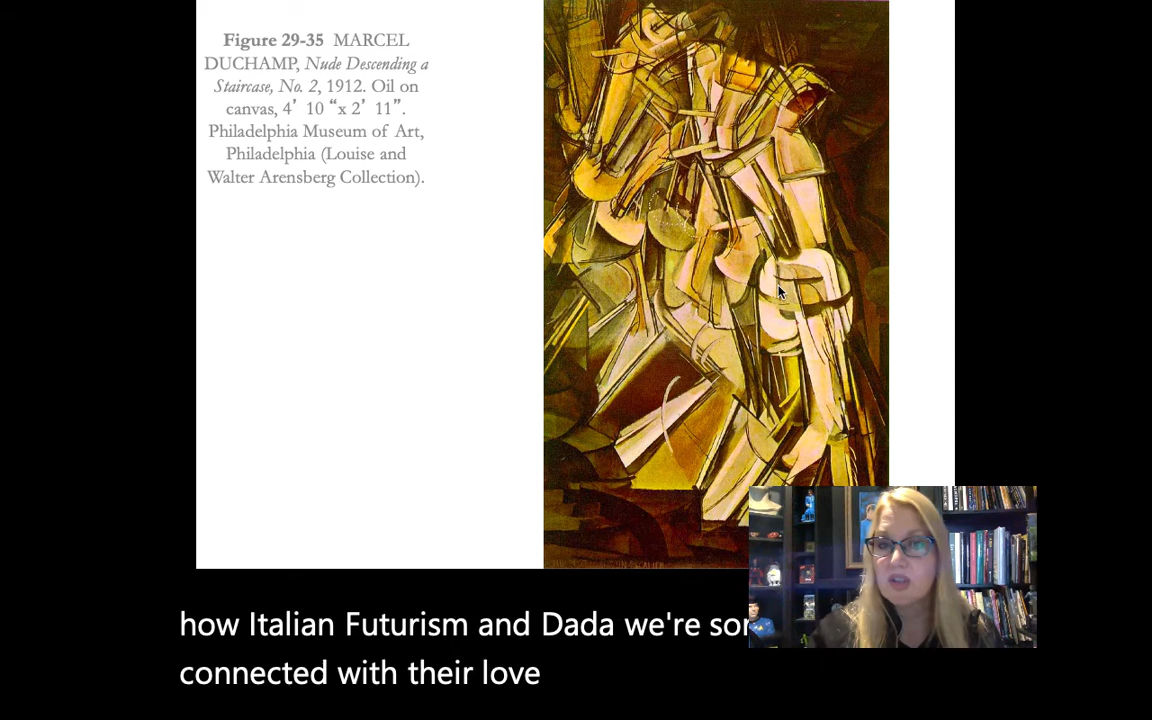 Figure 29-35 MARCEL
DUCHAMP, Nude Descending a
Staircase, No. 2, 1912. Oil on
canvas, 4’ 10 “x 2’ 11”.
Philadelphia Museum of Art,
Philadelphia (Louise and
Walter Arensberg Collection).
how Italian Futurism and Dada we're
connected with their love